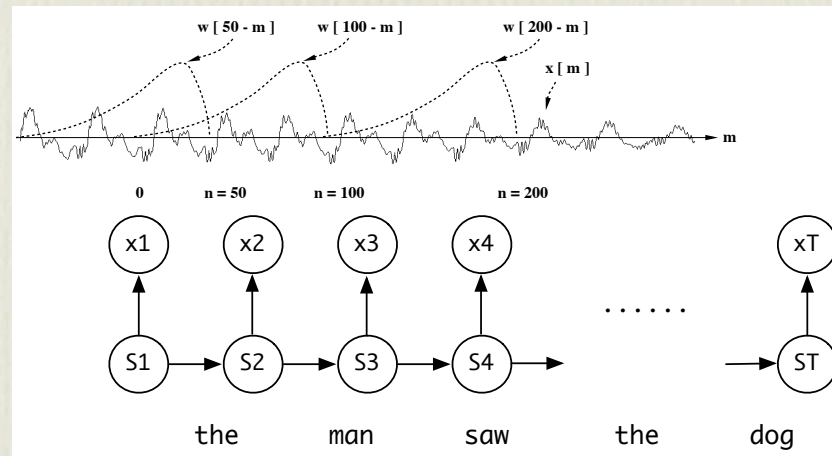 w [ 50 - m ] w [ 100 - m ] w [ 200 - m ]
x [ m ]
m
0 n = 50 n = 100 n = 200
x1 x2 x3 x4 xT
......
S1 S2 S3 S4 ST
the man saw the dog